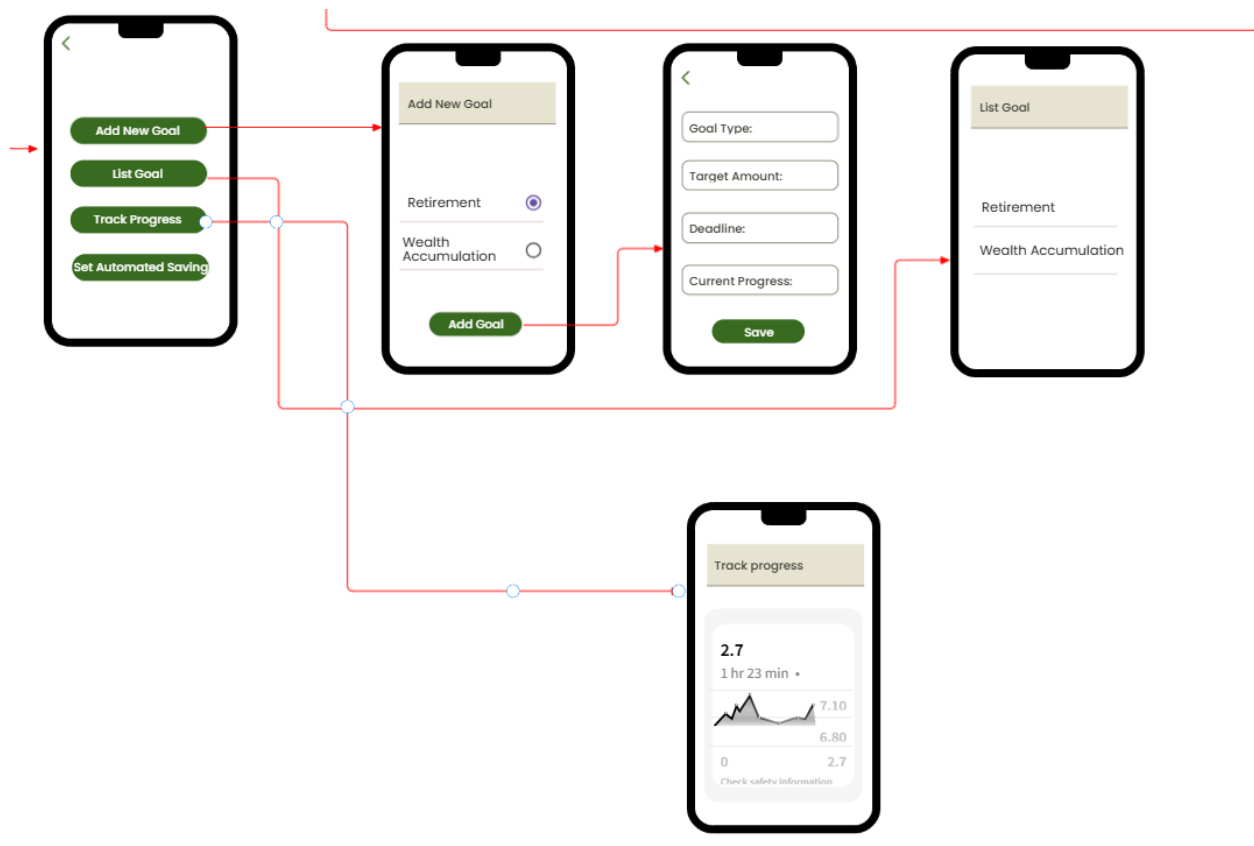 Add New Goal
List Goal
Track Progress
Set Automated Saving
Add New Goal
Retirement
Wealth
Accumulation
Add Goal
Goal Type:
Target Amount:
Deadline:
Current Progress:
Save
List Goal
Retirement
Wealth Accumulation
Track progress
2.7
1 hr 23 min •
7.10
6.80
0 2.7
Check safety information